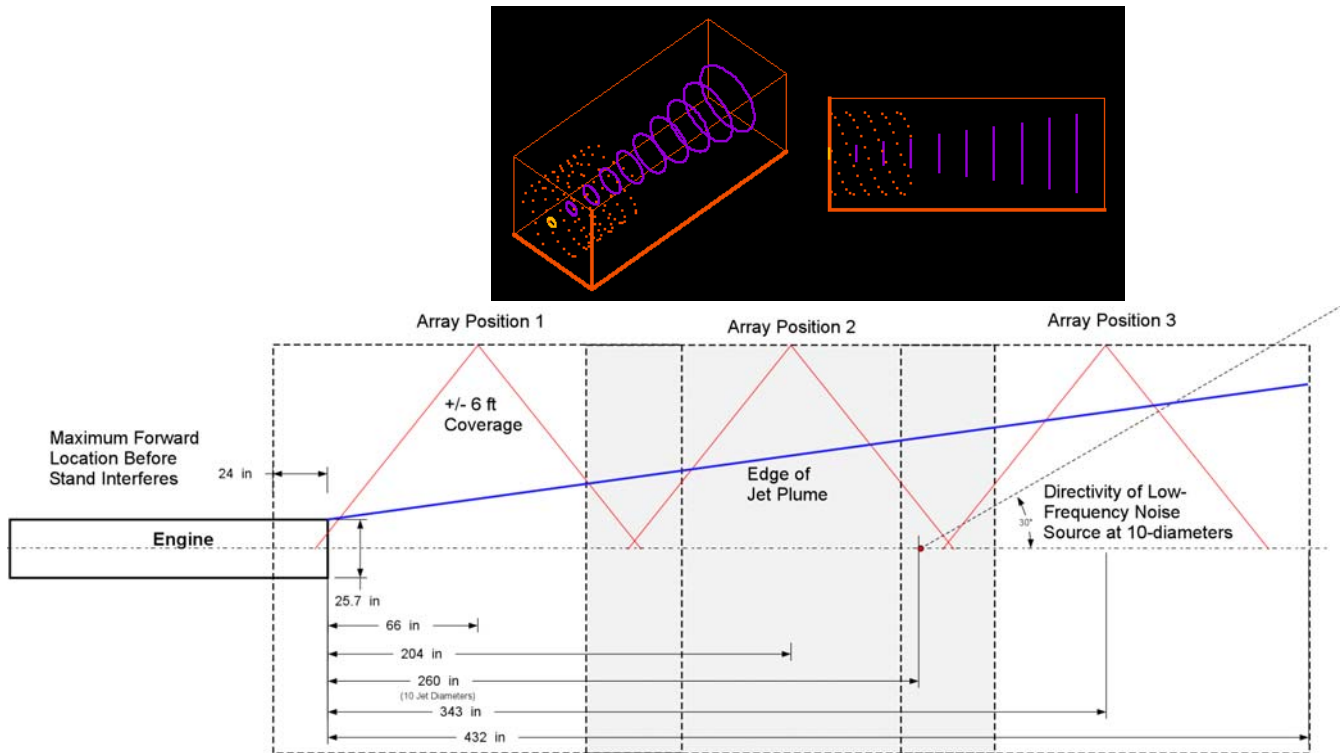 Array Position 1
Array Position 2
Array Position 3
+/- 6 ft
Coverage
Maximum Forward
Location Before
Stand Interferes
24 in
Edge of
Jet Plume
Directivity of Low-
Frequency Noise
Source at 10-diameters
30°
Engine
25.7 in
66 in
204 in
260 in
(10 Jet Diameters)
343 in
432 in